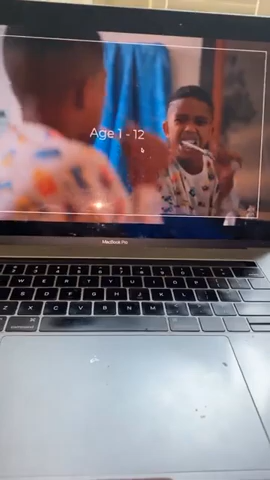 Age 1 - 12
MacBook Pro
W E R T Y U I O P
S D F G H J K L
Z X C V B N M